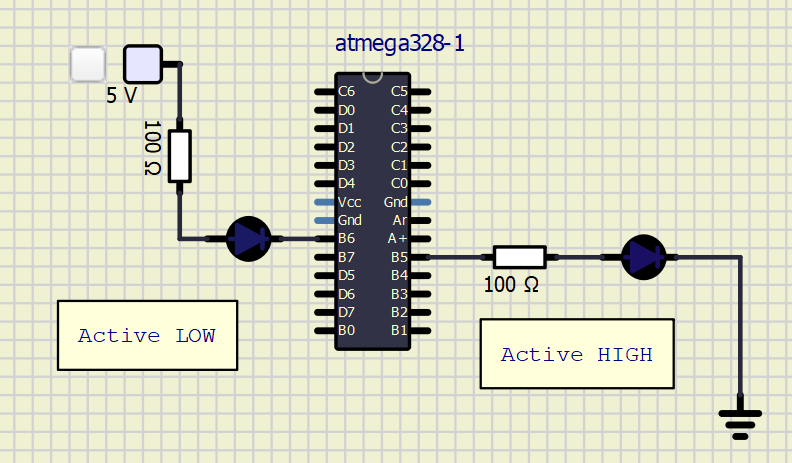 atmega328-1
5 V
100 Ω
C6 C5
D0 C4
D1 C3
D2 C2
D3 C1
D4 C0
Vcc Gnd
Gnd Ar
B6 A+
B7 B5
D5 B4
D6 B3
D7 B2
B0 B1
100 Ω
Active LOW
Active HIGH